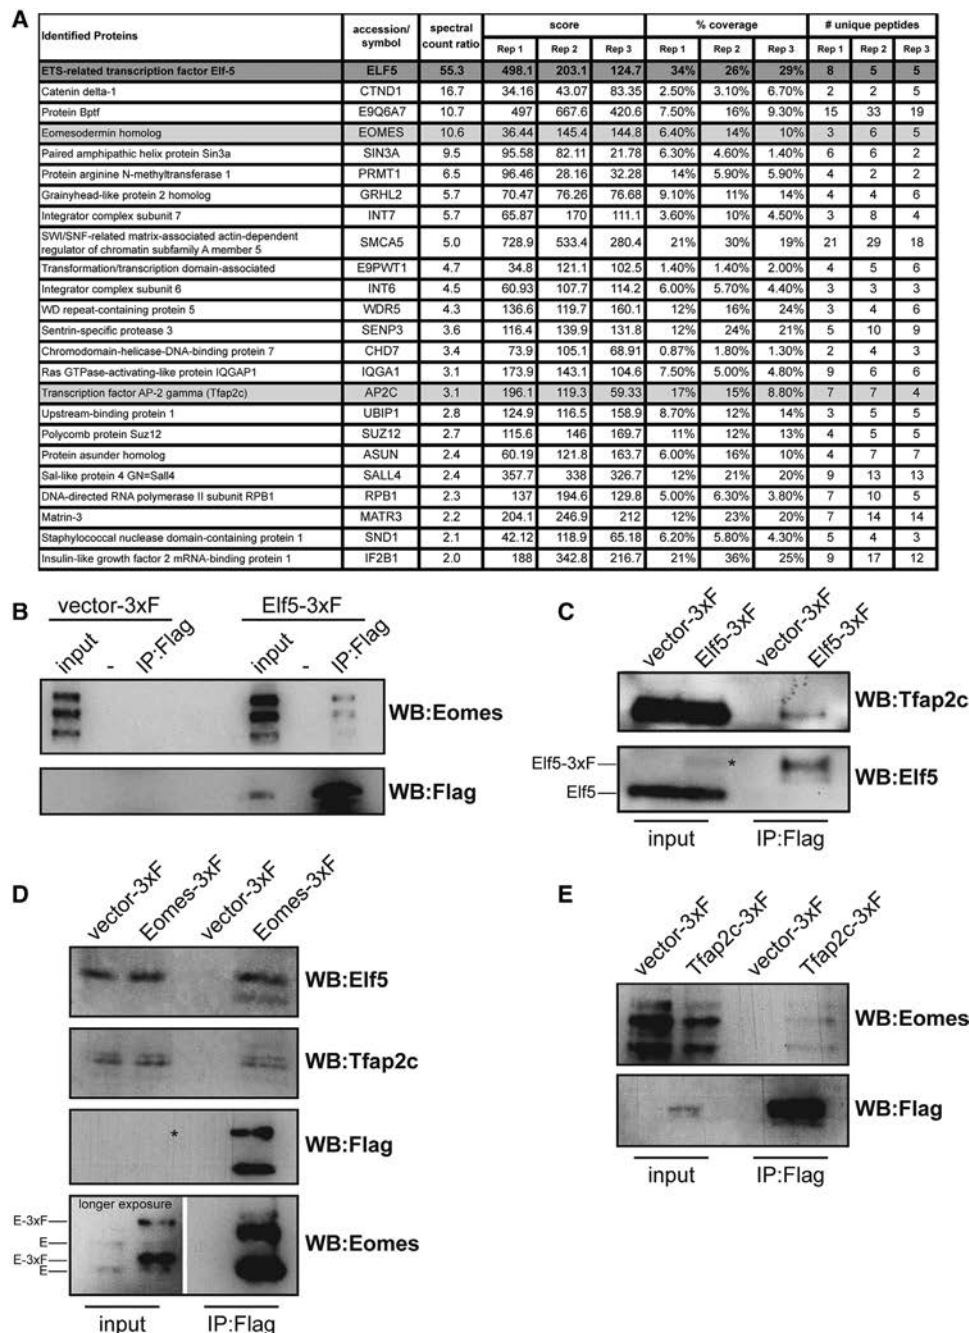 A
Identified Proteins accession/symbol spectral count ratio score % coverage # unique peptides
Rep 1 Rep 2 Rep 3 Rep 1 Rep 2 Rep 3 Rep 1 Rep 2 Rep 3
ETS-related transcription factor Elf-5 ELF5 55.3 498.1 203.1 124.7 34% 26% 29% 8 5 5
Catenin delta-1 CTND1 16.7 34.16 43.07 83.35 2.50% 3.10% 6.70% 2 2 5
Protein Bptf E9Q6A7 10.7 497 667.6 420.6 7.50% 16% 9.30% 15 33 19
Eomesodermin homolog EOMES 10.6 36.44 145.4 144.8 6.40% 14% 10% 3 6 5
Paired amphipathic helix protein Sin3a SIN3A 9.5 95.58 82.11 21.78 6.30% 4.60% 1.40% 6 6 2
Protein arginine N-methyltransferase 1 PRMT1 6.5 96.46 28.16 32.28 14% 5.90% 5.90% 4 2 2
Grainyhead-like protein 2 homolog GRHL2 5.7 70.47 76.26 76.68 9.10% 11% 14% 4 4 6
Integrator complex subunit 7 INT7 5.7 65.87 170 111.1 3.60% 10% 4.50% 3 8 4
SWI/SNF-related matrix-associated actin-dependent
regulator of chromatin subfamily A member 5 SMCA5 5.0 728.9 533.4 280.4 21% 30% 19% 21 29 18
Transformation/transcription domain-associated E9PWT1 4.7 34.8 121.1 102.5 1.40% 1.40% 2.00% 4 5 6
Integrator complex subunit 6 INT6 4.5 60.93 107.7 114.2 6.00% 5.70% 4.40% 3 3 3
WD repeat-containing protein 5 WDR5 4.3 136.6 119.7 160.1 12% 16% 24% 3 4 6
Sentrin-specific protease 3 SENP3 3.6 116.4 139.9 131.8 12% 24% 21% 5 10 9
Chromodomain-helicase-DNA-binding protein 7 CHD7 3.4 73.9 105.1 68.91 0.87% 1.80% 1.30% 2 4 3
Ras GTPase-activating-like protein IQGAP1 IQGA1 3.1 173.9 143.1 104.6 7.50% 5.00% 4.80% 9 6 6
Transcription factor AP-2 gamma (Tfap2c) AP2C 3.1 196.1 119.3 59.33 17% 15% 8.80% 7 7 4
Upstream-binding protein 1 UBIP1 2.8 124.9 116.5 158.9 8.70% 12% 14% 3 5 5
Polycomb protein Suz12 SUZ12 2.7 115.6 146 169.7 11% 12% 13% 4 5 5
Protein asunder homolog ASUN 2.4 60.19 121.8 163.7 6.00% 16% 10% 4 7 7
Sal-like protein 4 GN=Sall4 SALL4 2.4 357.7 338 326.7 12% 21% 20% 9 13 13
DNA-directed RNA polymerase II subunit RPB1 RPB1 2.3 137 194.6 129.8 5.00% 6.30% 3.80% 7 10 5
Matrin-3 MATR3 2.2 204.1 246.9 212 12% 23% 20% 7 14 14
Staphylococcal nuclease domain-containing protein 1 SND1 2.1 42.12 118.9 65.18 6.20% 5.80% 4.30% 5 4 3
Insulin-like growth factor 2 mRNA-binding protein 1 IF2B1 2.0 188 342.8 216.7 21% 36% 25% 9 17 12
B
vector-3xF Elf5-3xF
input - IP:Flag input - IP:Flag
WB:Eomes
WB:Flag
C
vector-3xF Elf5-3xF vector-3xF Elf5-3xF
WB:Tfap2c
Elf5-3xF *
Elf5
WB:Elf5
input IP:Flag
D
vector-3xF Eomes-3xF vector-3xF Eomes-3xF
WB:Elf5
WB:Tfap2c
*
WB:Flag
longer exposure
E-3xF
E
E-3xF
E
WB:Eomes
input IP:Flag
E
vector-3xF Tfap2c-3xF vector-3xF Tfap2c-3xF
WB:Eomes
WB:Flag
input IP:Flag